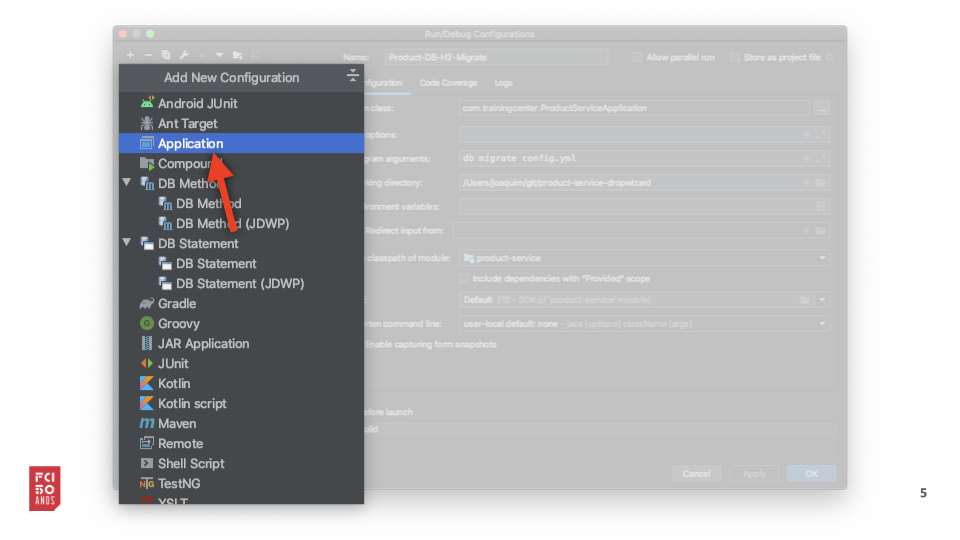 Run/Debug Configurations
Name: Product-DB-H2-Migrate
Allow parallel run
Store as project file
Add New Configuration
Android JUnit
Ant Target
Application
Compound
DB Method
DB Method
DB Method (JDWP)
DB Statement
DB Statement
DB Statement (JDWP)
Gradle
Groovy
JAR Application
JUnit
Kotlin
Kotlin script
Maven
Remote
Shell Script
TestNG
XSLT
figuration
Code Coverage
Logs
n class: com.trainingcenter.ProductServiceApplication
...
options:
gram arguments: db migrate config.yml
king directory: /Users/joaquim/git/product-service-dropwizard
ronment variables:
Redirect input from:
classpath of module: product-service
Include dependencies with "Provided" scope
Default (13 - SDK of 'product-service' module)
rten command line: user-local default: none - java [options] className [args]
Enable capturing form snapshots
efore launch
uild
Cancel
Apply
OK
FCI
BO
ANDS
5